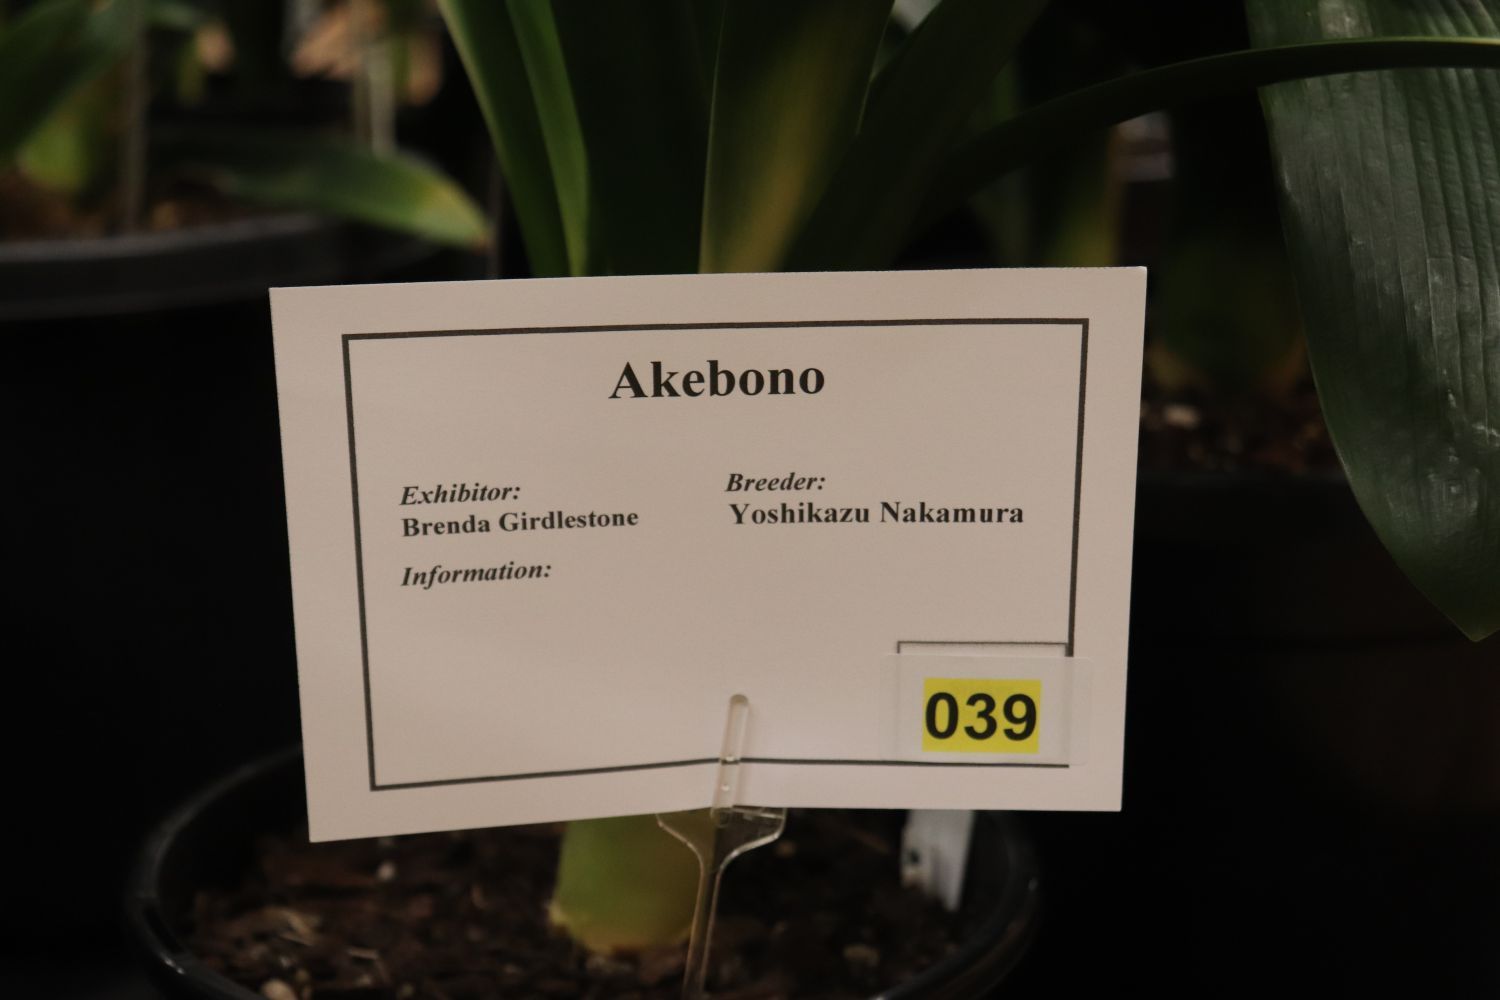 Akebono
Exhibitor:
Brenda Girdlestone
Breeder:
Yoshikazu Nakamura
Information:
039